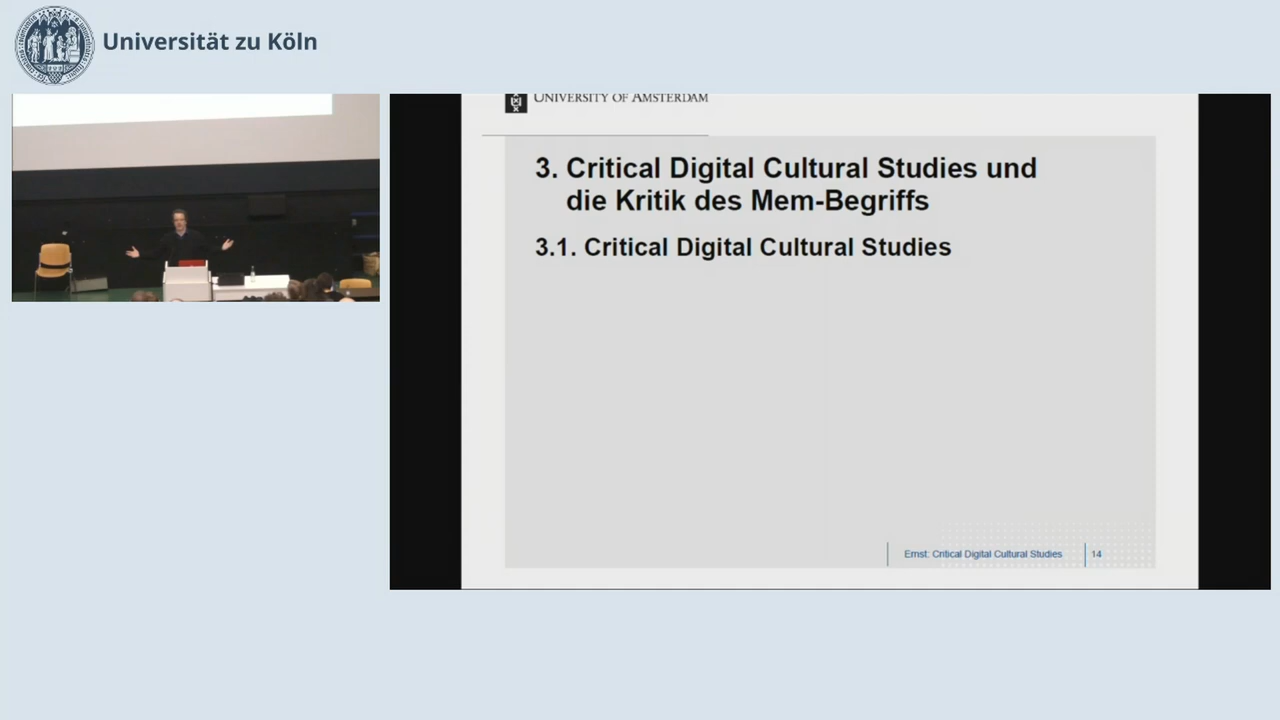 Universität zu Köln
UNIVERSITY OF AMSTERDAM
3. Critical Digital Cultural Studies und
die Kritik des Mem-Begriffs
3.1. Critical Digital Cultural Studies
Ernst: Critical Digital Cultural Studies
14